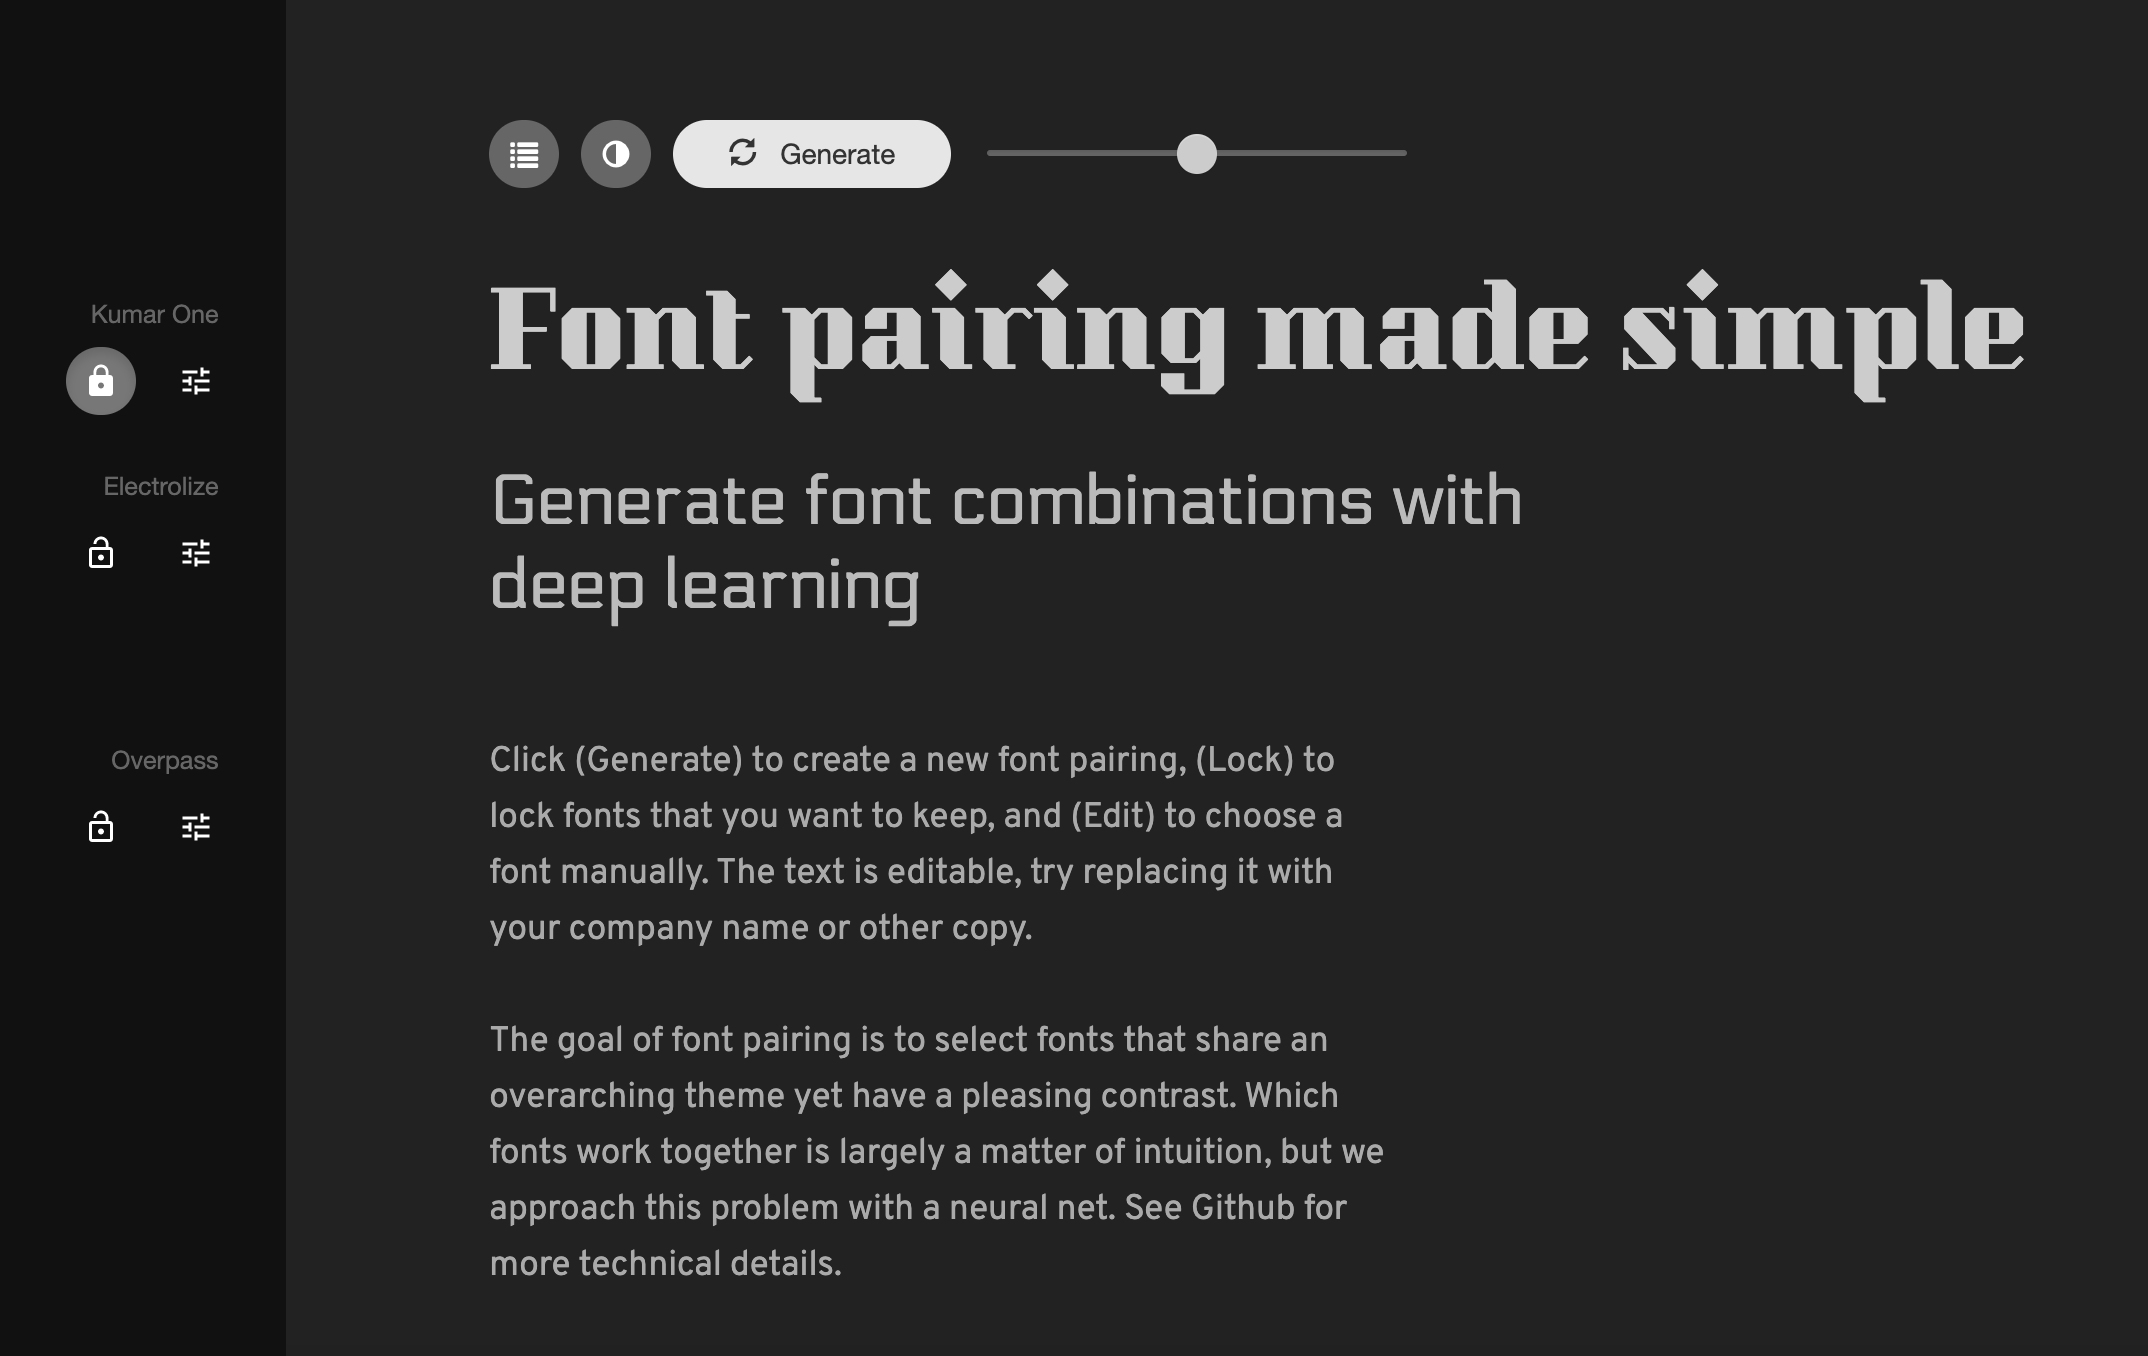 Generate
Kumar One
Font pairing made simple
Electrolize
Generate font combinations with
deep learning
Overpass
Click (Generate) to create a new font pairing, (Lock) to
lock fonts that you want to keep, and (Edit) to choose a
font manually. The text is editable, try replacing it with
your company name or other copy.
The goal of font pairing is to select fonts that share an
overarching theme yet have a pleasing contrast. Which
fonts work together is largely a matter of intuition, but we
approach this problem with a neural net. See Github for
more technical details.